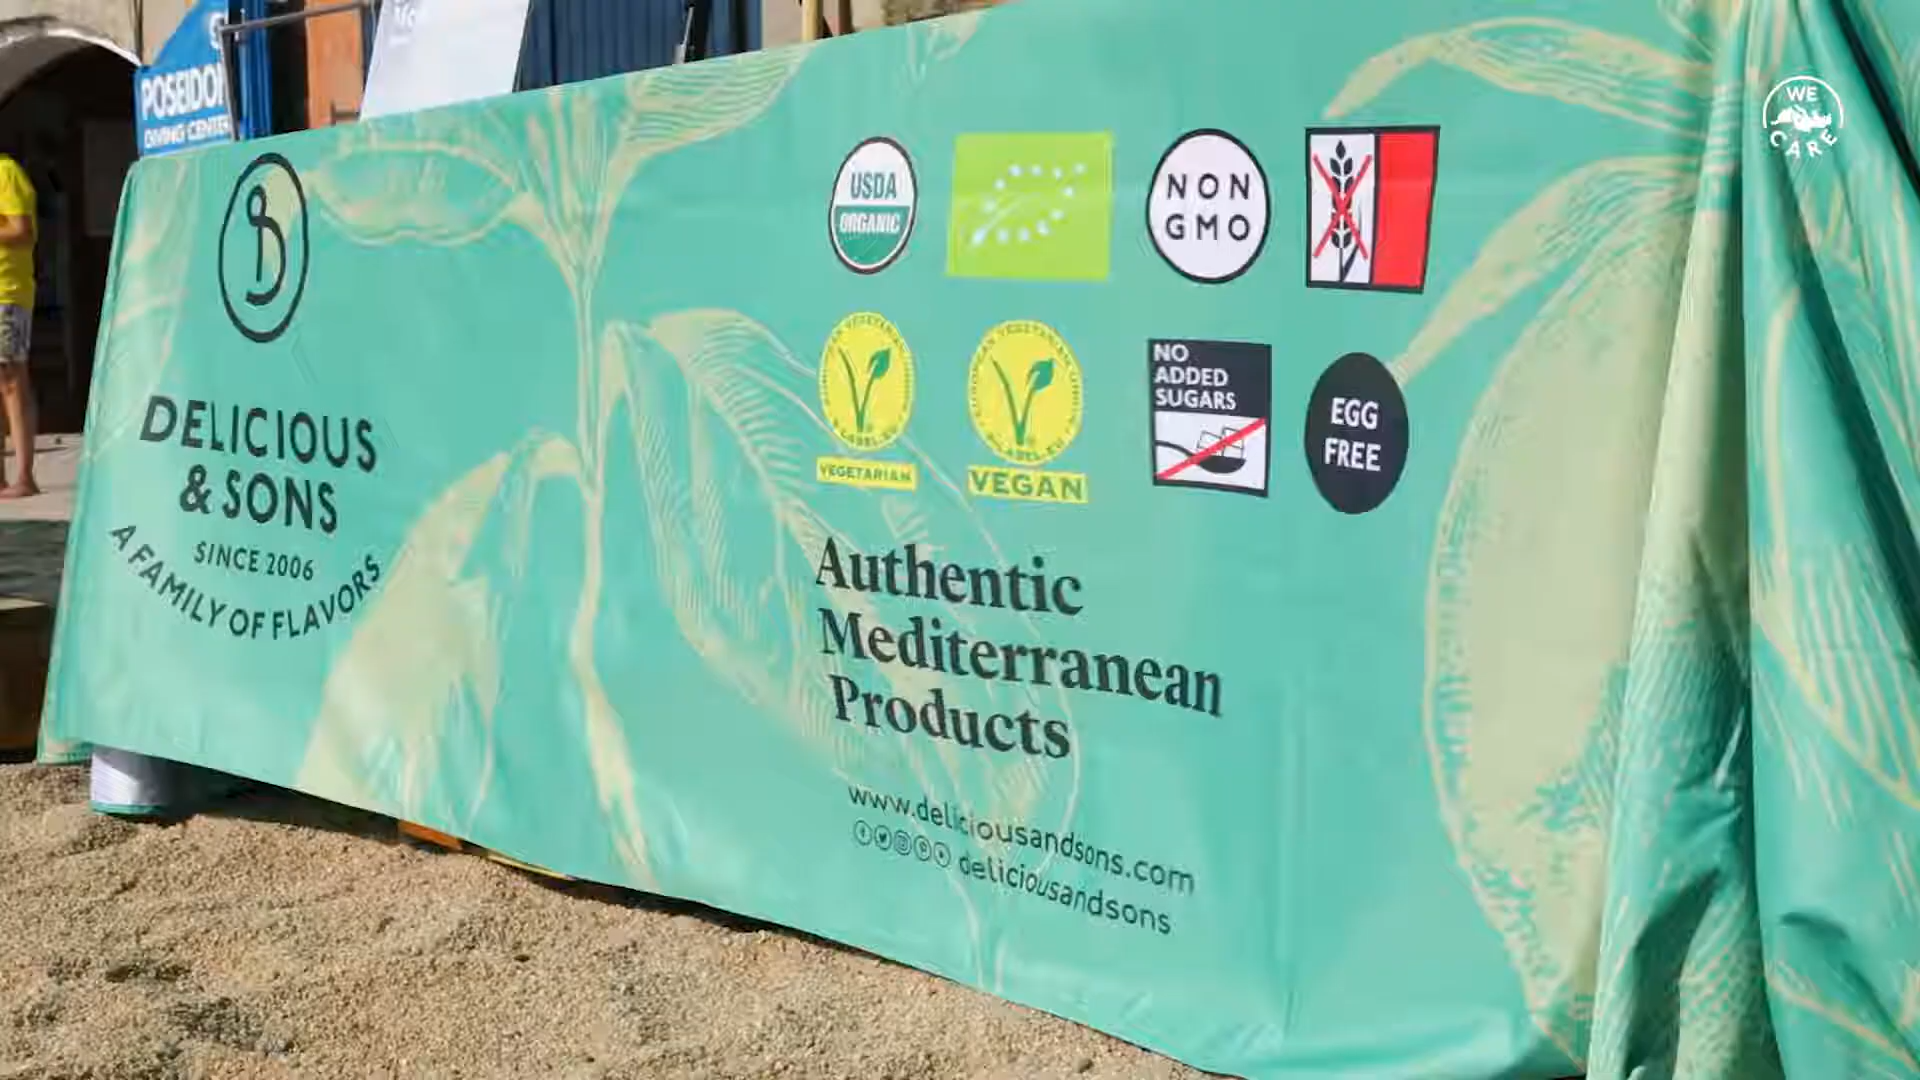 POSEIDON
DIVING CENTER
WE
CARE
DELICIOUS
& SONS
SINCE 2006
A FAMILY OF FLAVORS
USDA
ORGANIC
NON
GMO
VEGETARIAN
VEGAN
NO
ADDED
SUGARS
EGG
FREE
Authentic
Mediterranean
Products
www.deliciousandsons.com
deliciousandsons